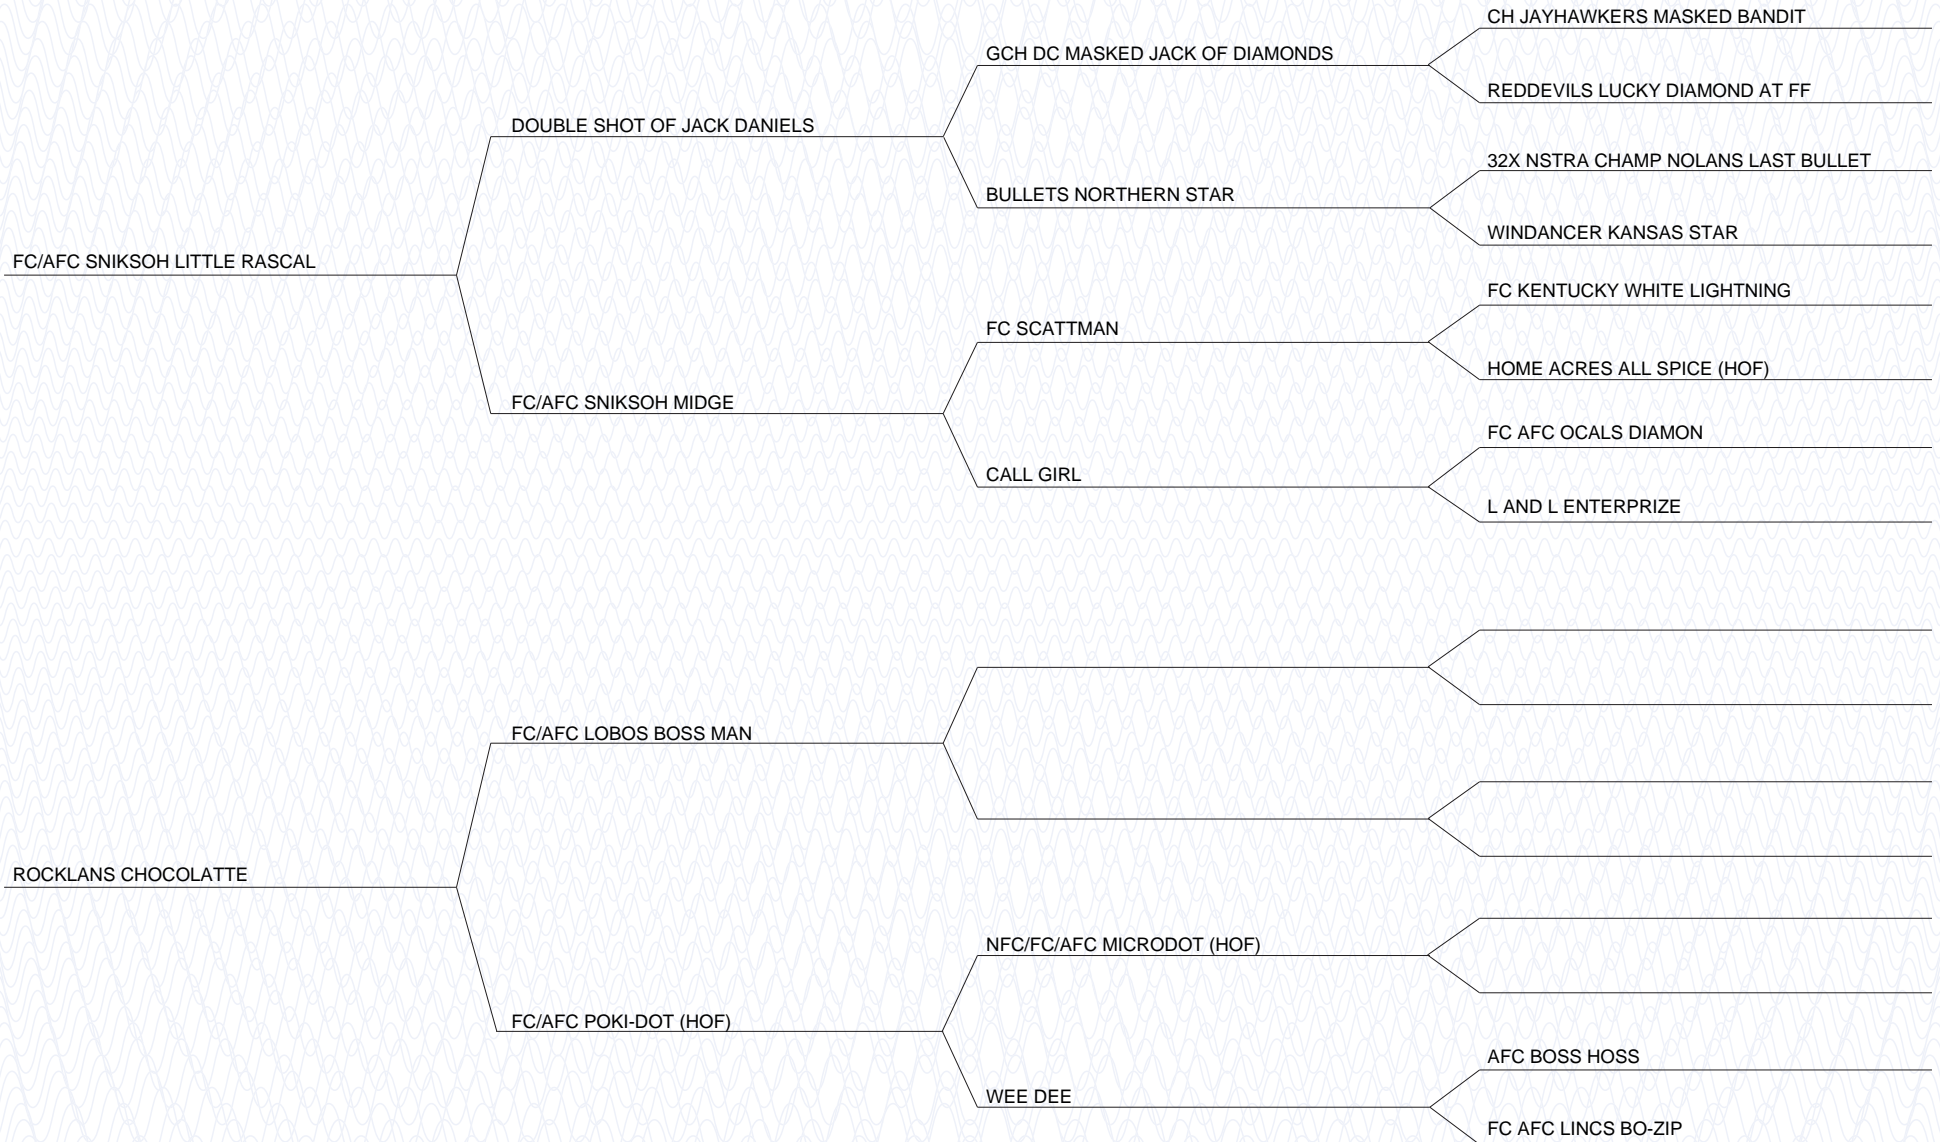 CH JAYHAWKERS MASKED BANDIT
GCH DC MASKED JACK OF DIAMONDS
REDDEVILS LUCKY DIAMOND AT FF
DOUBLE SHOT OF JACK DANIELS
32X NSTRA CHAMP NOLANS LAST BULLET
BULLETS NORTHERN STAR
WINDANCER KANSAS STAR
FC/AFC SNIKSOH LITTLE RASCAL
FC KENTUCKY WHITE LIGHTNING
FC SCATTMAN
HOME ACRES ALL SPICE (HOF)
FC/AFC SNIKSOH MIDGE
FC AFC OCALS DIAMON
CALL GIRL
L AND L ENTERPRIZE
FC/AFC LOBOS BOSS MAN
ROCKLANS CHOCOLATTE
NFC/FC/AFC MICRODOT (HOF)
FC/AFC POKI-DOT (HOF)
AFC BOSS HOSS
WEE DEE
FC AFC LINCS BO-ZIP